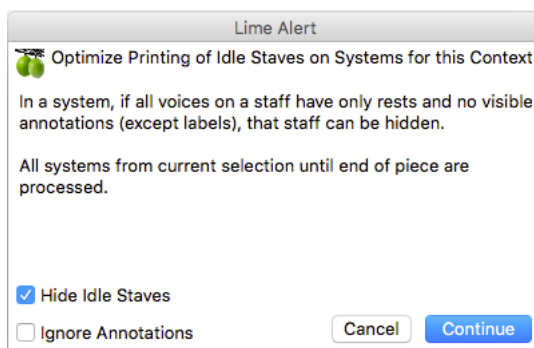 Lime Alert
Optimize Printing of Idle Staves on Systems for this Context
In a system, if all voices on a staff have only rests and no visible
annotations (except labels), that staff can be hidden.
All systems from current selection until end of piece are
processed.
Hide Idle Staves
Ignore Annotations
Cancel
Continue